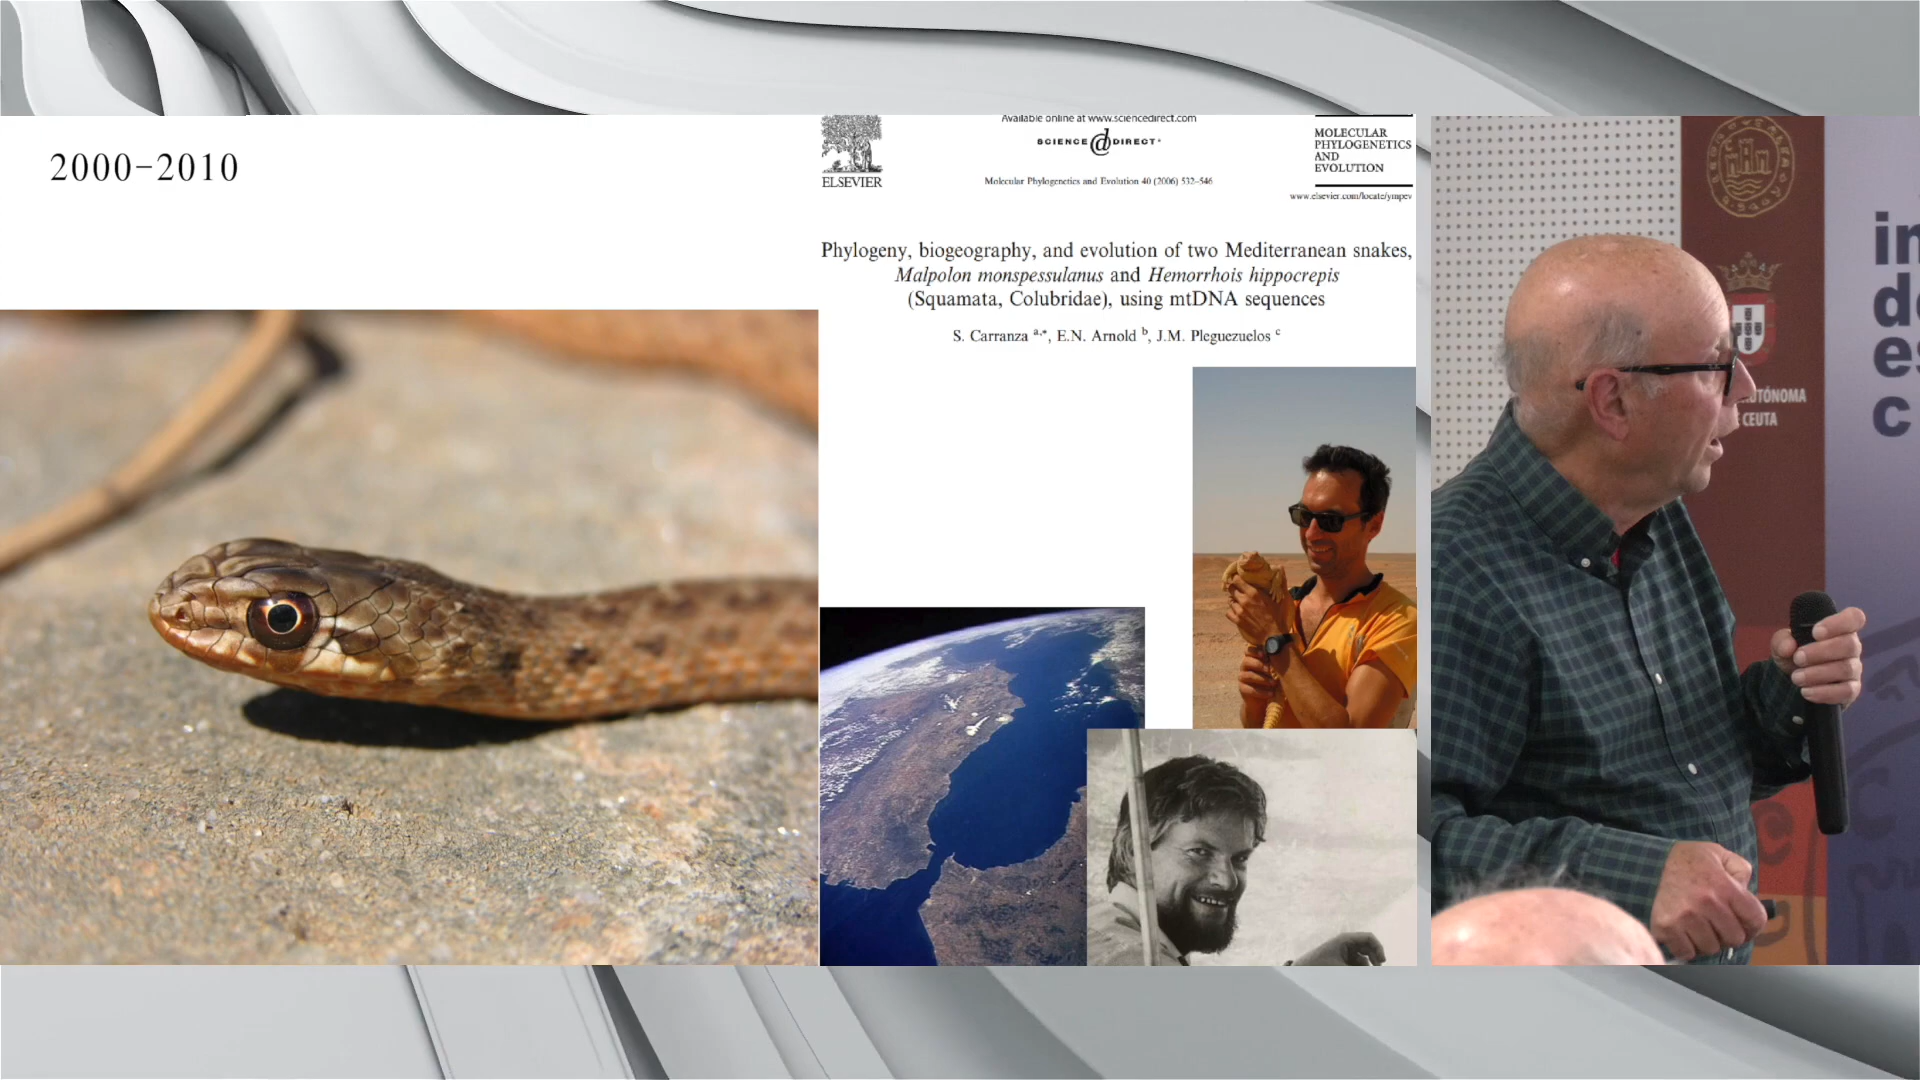 2000-2010
ELSEVIER
Available online at www.sciencedirect.com
SCIENCE @ DIRECT®
Molecular Phylogenetics and Evolution 40 (2006) 532–546
MOLECULAR
PHYLOGENETICS
AND
EVOLUTION
www.elsevier.com/locate/ympev
Phylogeny, biogeography, and evolution of two Mediterranean snakes,
Malpolon monspessulanus and Hemorrhois hippocrepis
(Squamata, Colubridae), using mtDNA sequences
S. Carranza a,*, E.N. Arnold b, J.M. Pleguezuelos c
UTÓNOMA
CEUTA
in
d
es
c